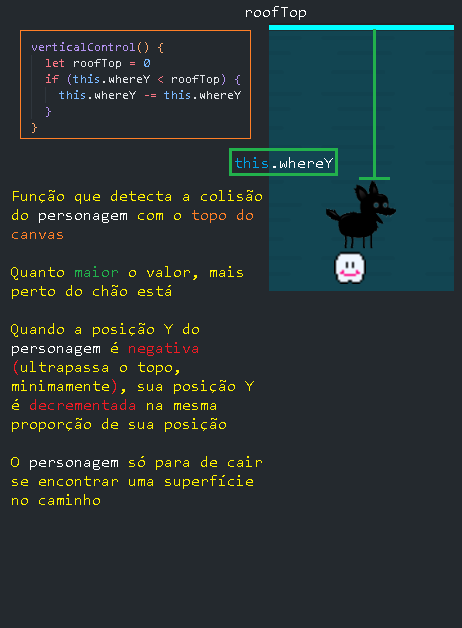 roofTop
verticalControl() {
let roofTop = 0
if (this.whereY < roofTop) {
this.whereY -= this.whereY
}
}
this.whereY
Função que detecta a colisão
do personagem com o topo do
canvas
Quanto maior o valor, mais
perto do chão está
Quando a posição Y do
personagem é negativa
(ultrapassa o topo,
minimamente), sua posição Y
é decrementada na mesma
proporção de sua posição
O personagem só para de cair
se encontrar uma superfície
no caminho